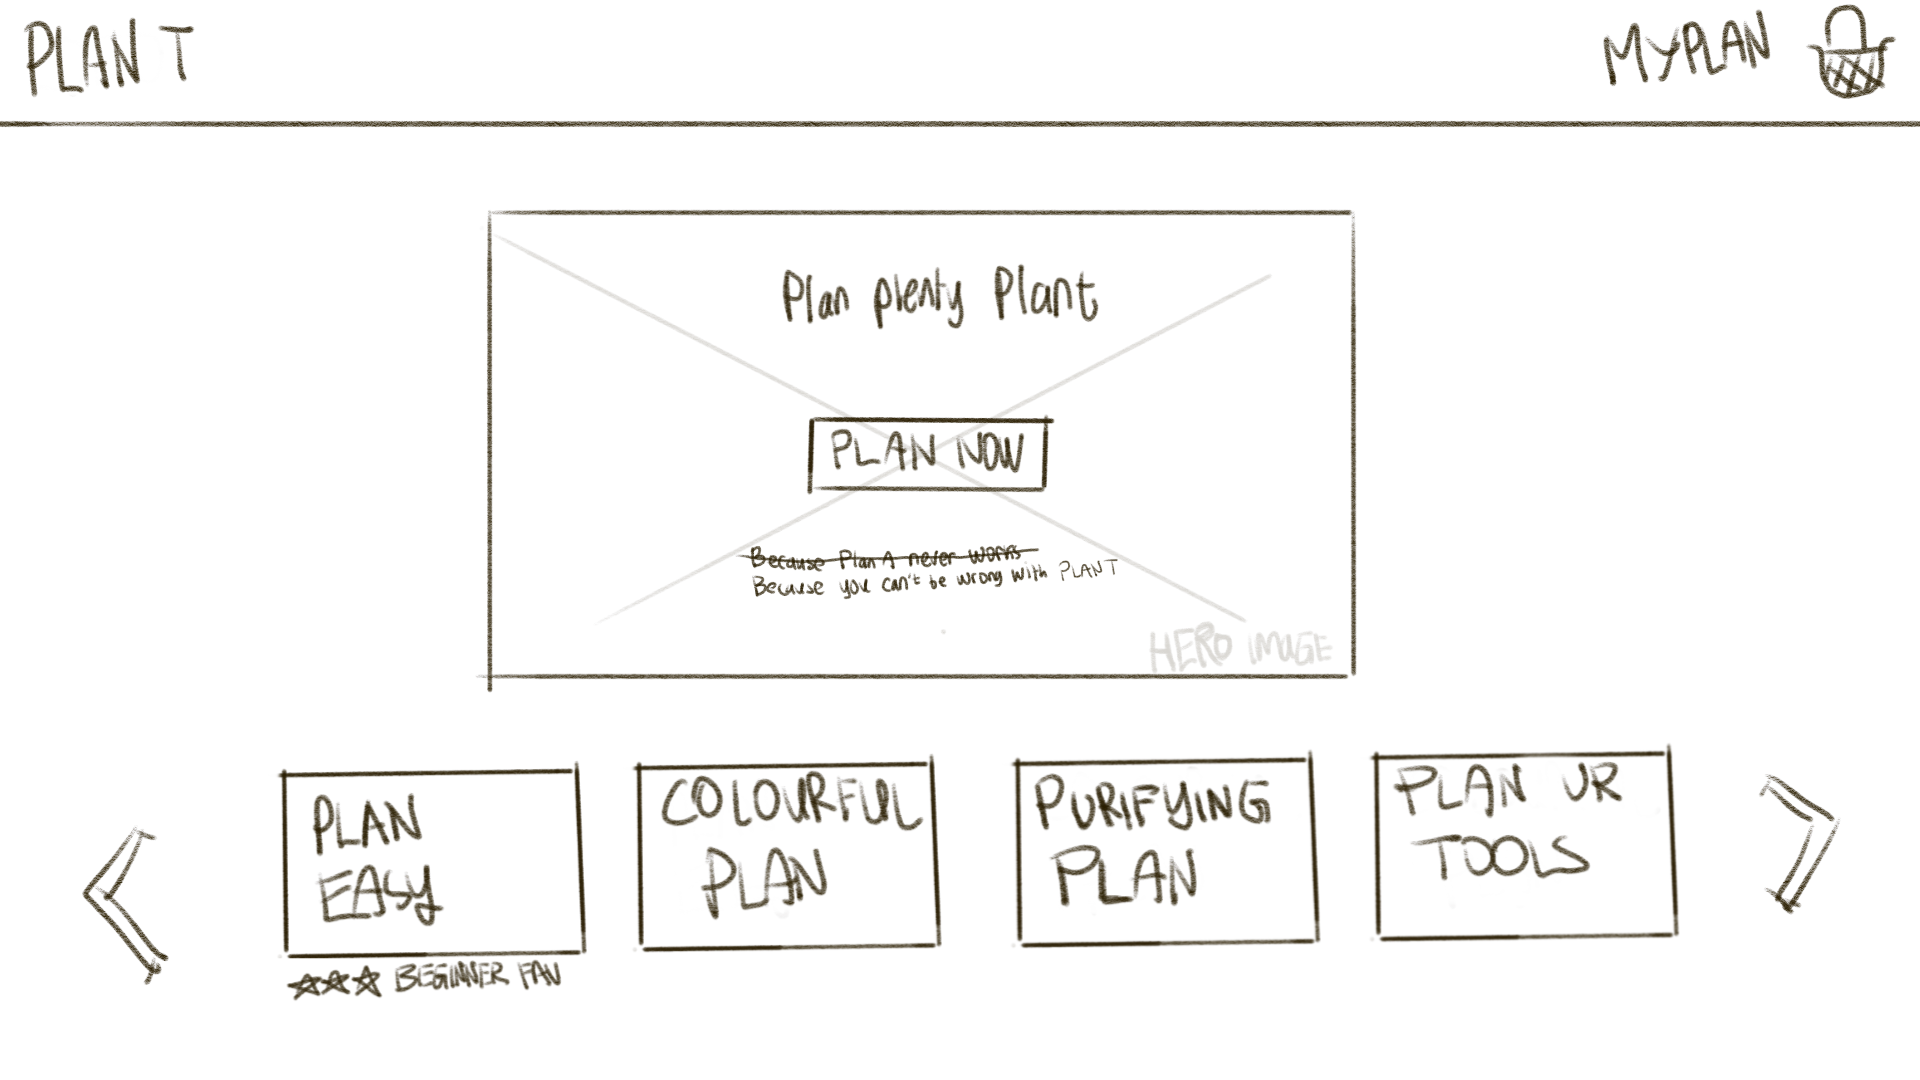 PLAN T
MYPLAN
Plan plenty Plant
PLAN NOW
Because Plan A never works
Because you can't be wrong with PLANT
HERO IMAGE
PLAN
EASY
COLOURFUL
PLAN
PURIFYING
PLAN
PLAN UR
TOOLS
BEGINNER FAV